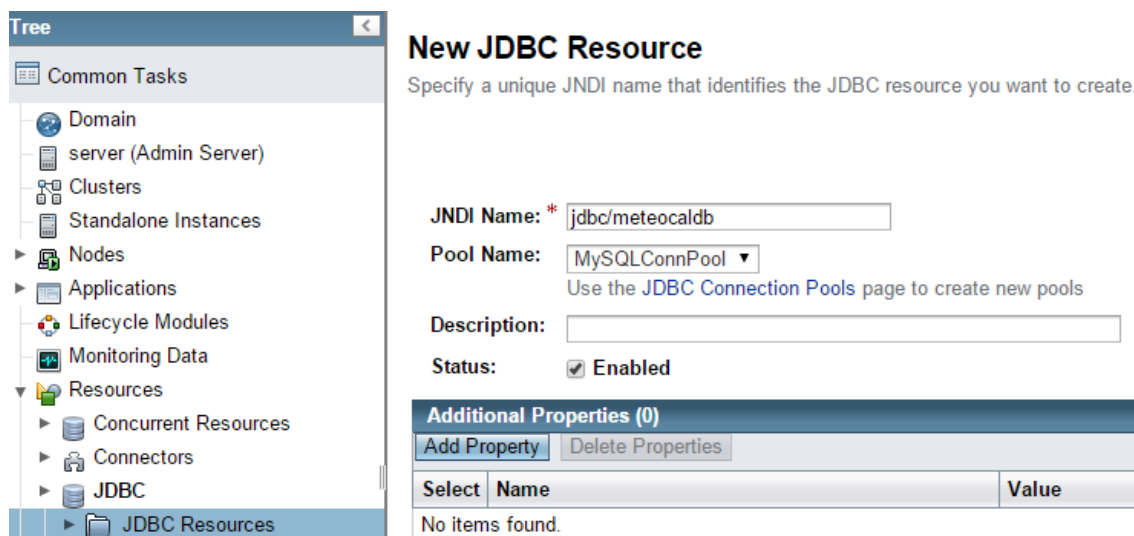 Tree
Common Tasks
Domain
server (Admin Server)
Clusters
Standalone Instances
Nodes
Applications
Lifecycle Modules
Monitoring Data
Resources
Concurrent Resources
Connectors
JDBC
JDBC Resources
New JDBC Resource
Specify a unique JNDI name that identifies the JDBC resource you want to create.
JNDI Name: * jdbc/meteocaldb
Pool Name: MySQLConnPool
Use the JDBC Connection Pools page to create new pools
Description:
Status: Enabled
Additional Properties (0)
Add Property Delete Properties
Select Name Value
No items found.